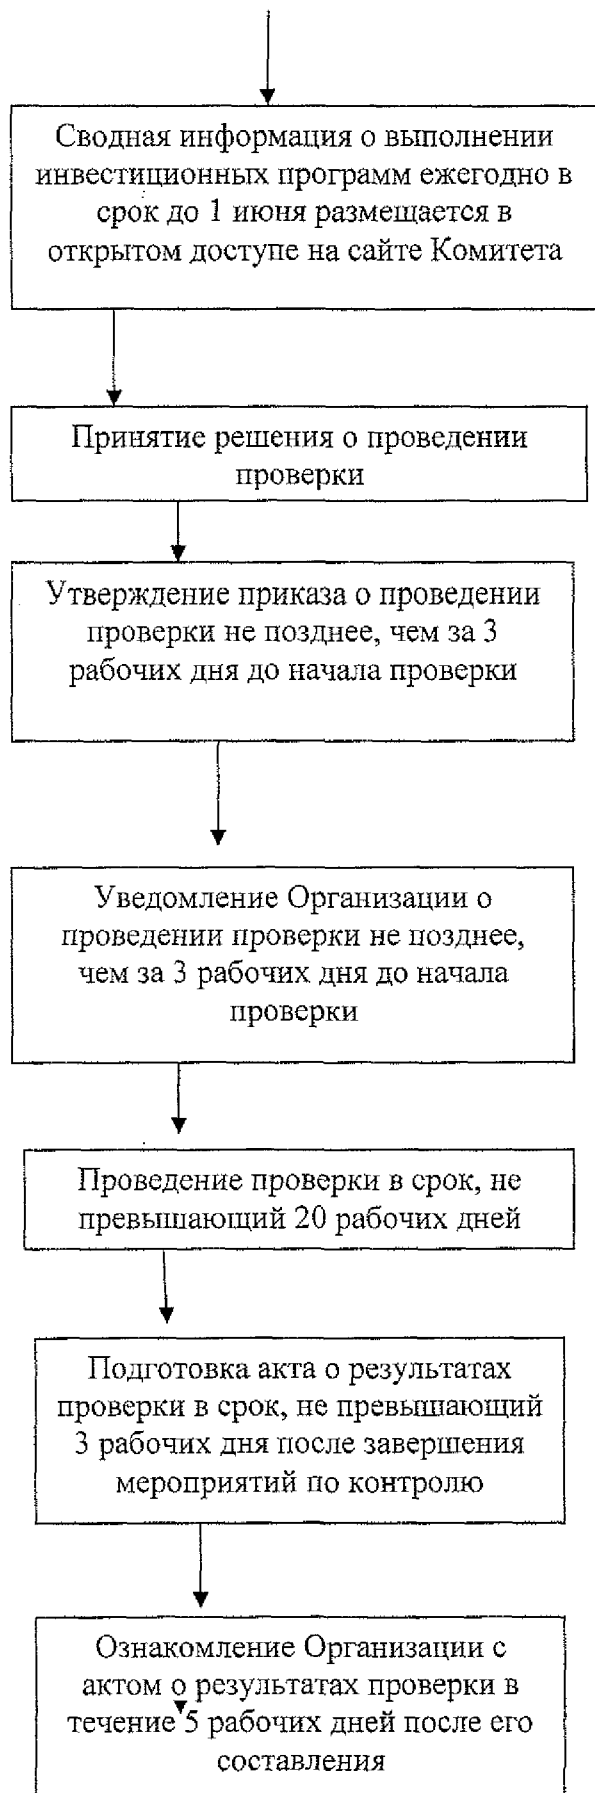 Сводная информация о выполнении
инвестиционных программ ежегодно в
срок до 1 июня размещается в
открытом доступе на сайте Комитета
Принятие решения о проведении
проверки
Утверждение приказа о проведении
проверки не позднее, чем за 3
рабочих дня до начала проверки
Уведомление Организации о
проведении проверки не позднее,
чем за 3 рабочих дня до начала
проверки
Проведение проверки в срок, не
превышающий 20 рабочих дней
Подготовка акта о результатах
проверки в срок, не превышающий
3 рабочих дня после завершения
мероприятий по контролю
Ознакомление Организации с
актом о результатах проверки в
течение 5 рабочих дней после его
составления